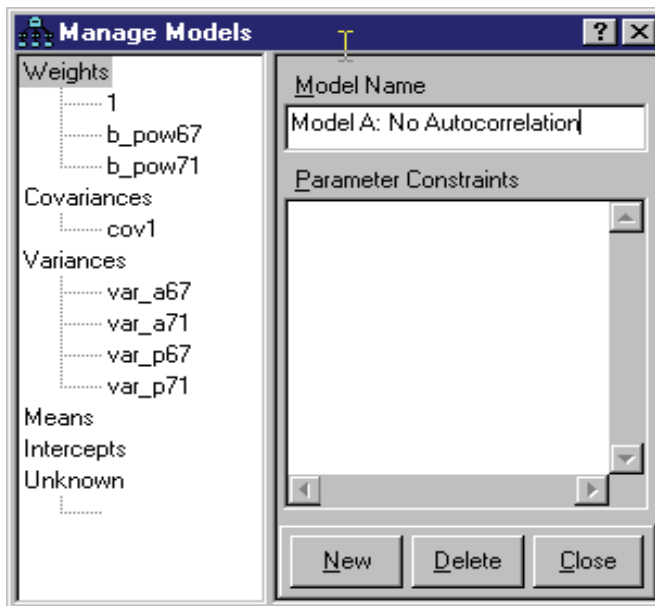 Manage Models
Weights
1
b_pow67
b_pow71
Covariances
cov1
Variances
var_a67
var_a71
var_p67
var_p71
Means
Intercepts
Unknown
Model Name
Model A: No Autocorrelation
Parameter Constraints
New
Delete
Close